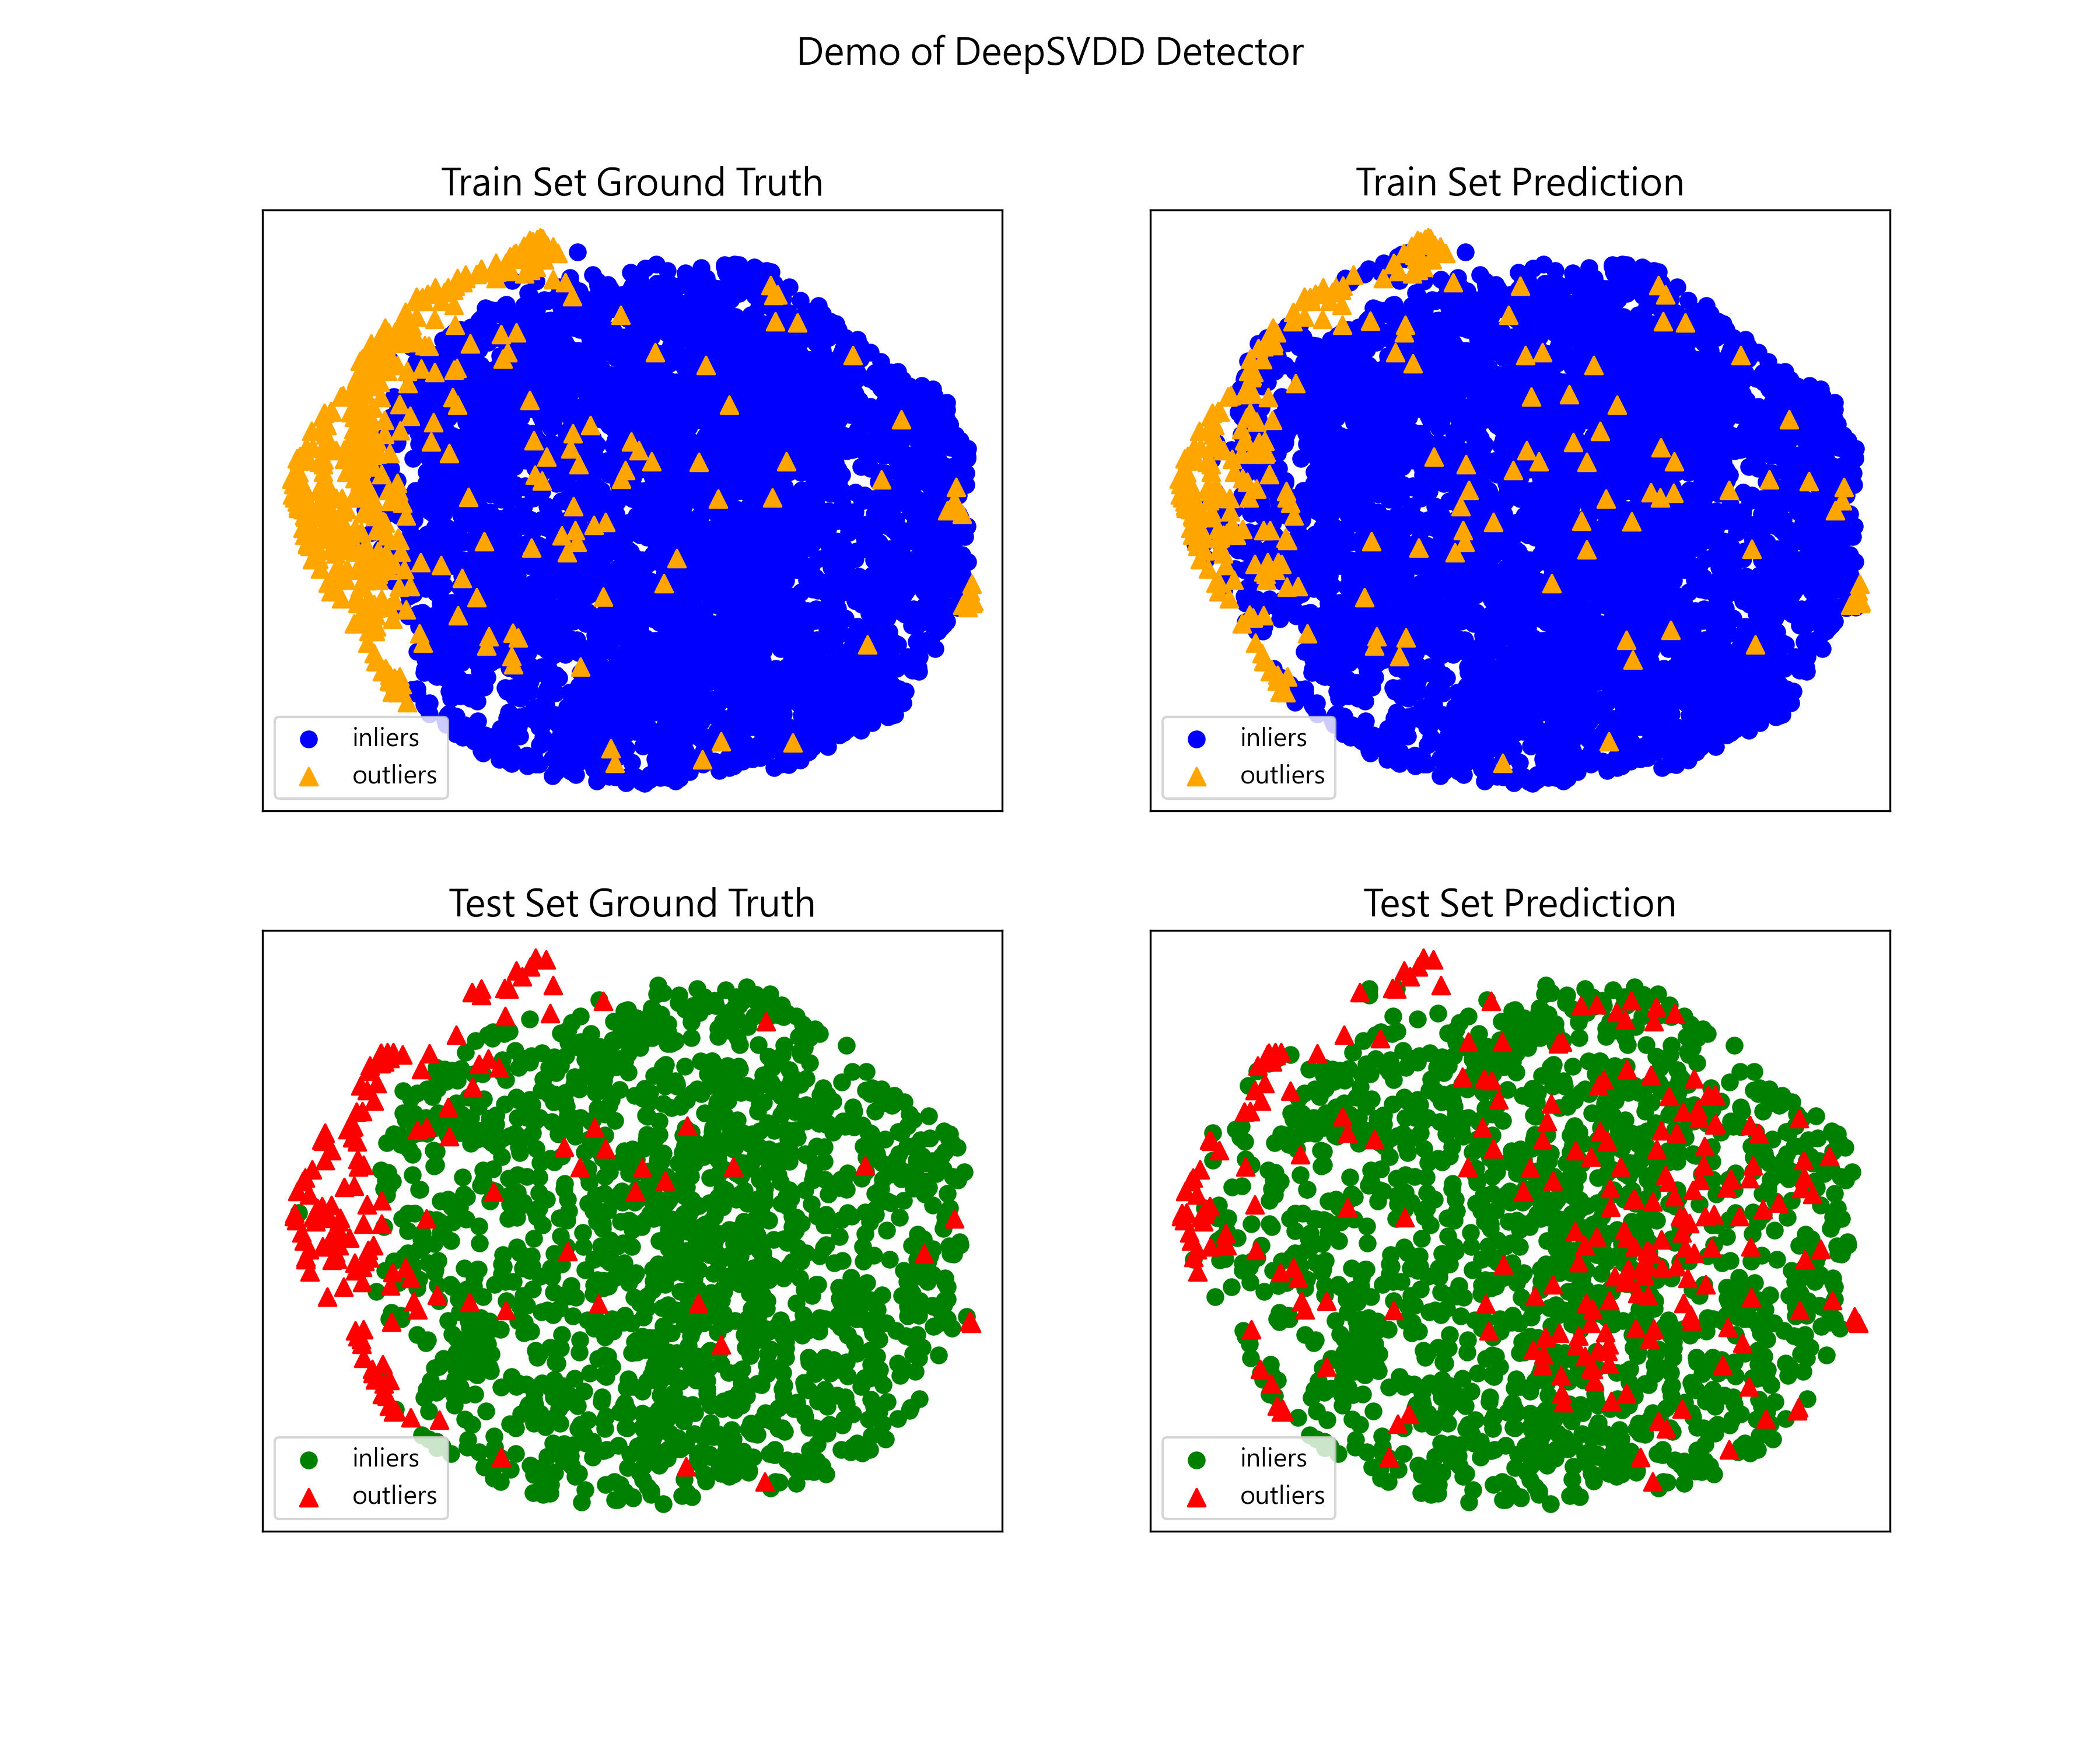 Demo of DeepSVDD Detector
Train Set Ground Truth
Train Set Prediction
inliers
outliers
inliers
outliers
Test Set Ground Truth
Test Set Prediction
inliers
outliers
inliers
outliers